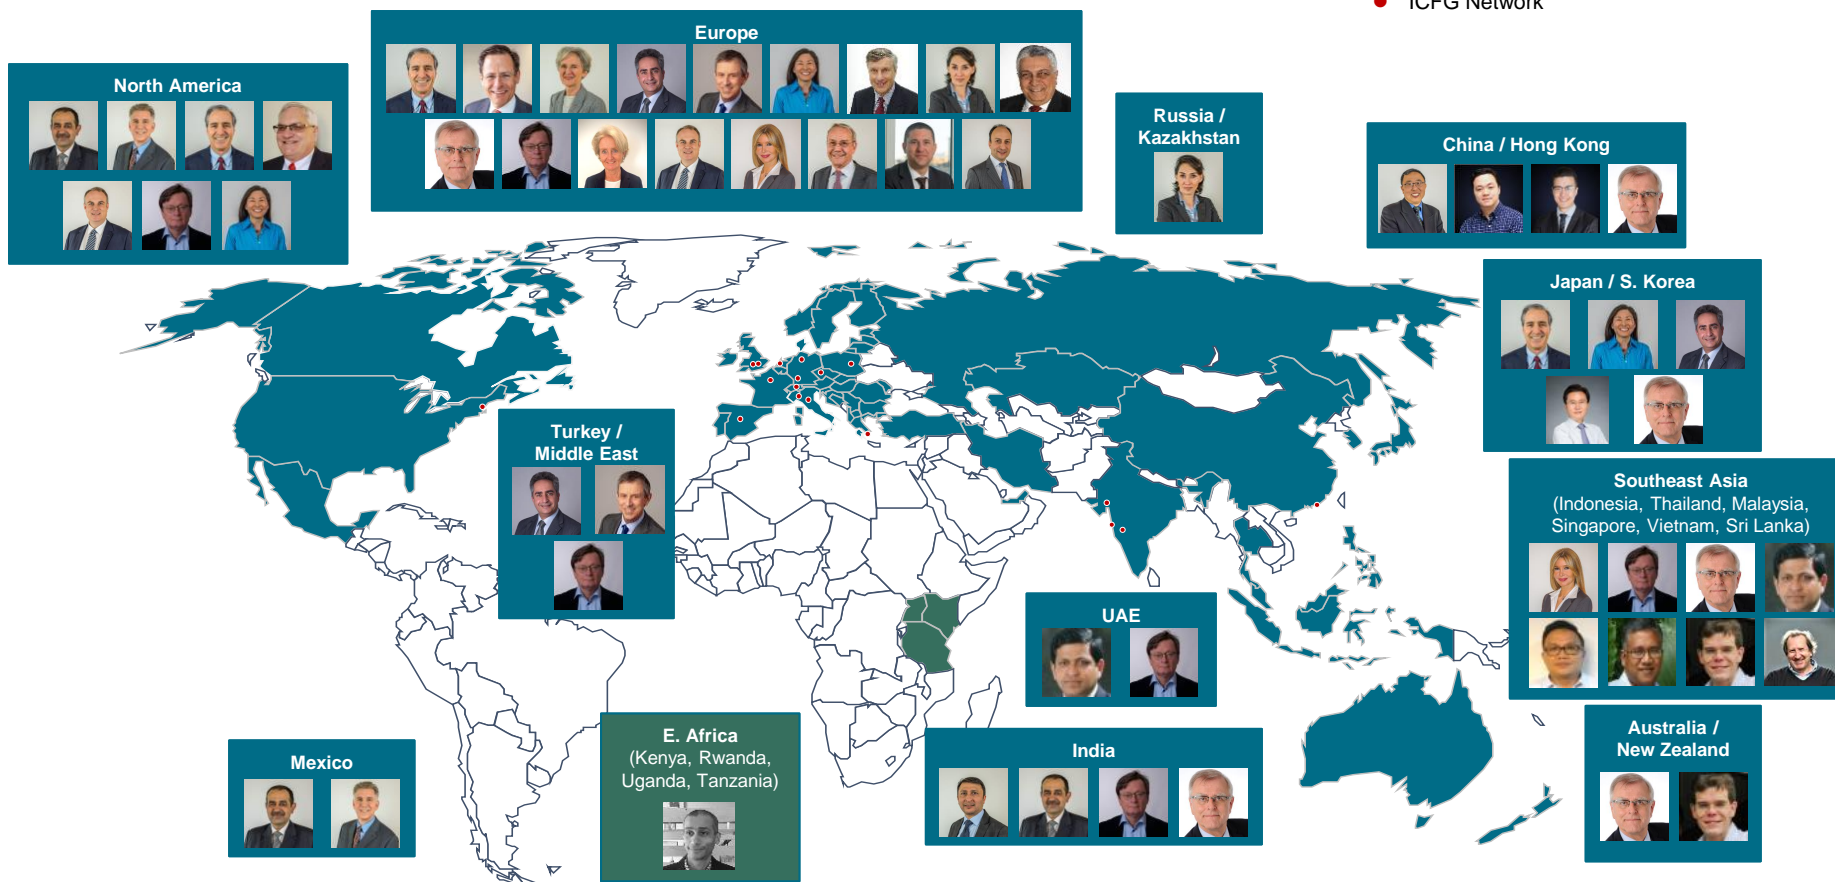 ICFG Network
Europe
North America
Russia /
Kazakhstan
China / Hong Kong
Japan / S. Korea
Turkey /
Middle East
Southeast Asia
(Indonesia, Thailand, Malaysia,
Singapore, Vietnam, Sri Lanka)
UAE
E. Africa
(Kenya, Rwanda,
Uganda, Tanzania)
Mexico
India
Australia /
New Zealand